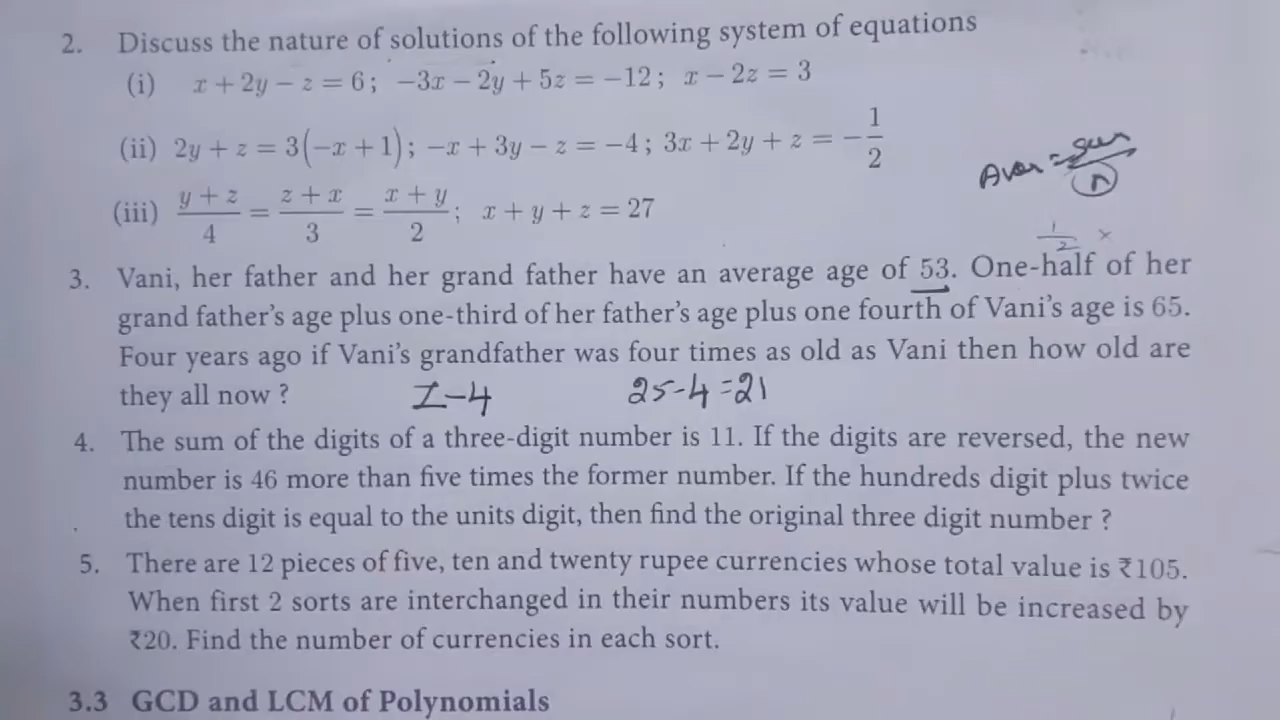 2. Discuss the nature of solutions of the following system of equations
(i) x + 2y − z = 6; −3x − 2y + 5z = −12; x − 2z = 3
(ii) 2y + z = 3(−x + 1); −x + 3y − z = −4; 3x + 2y + z = −1/2
(iii) (y + z)/4 = (z + x)/3 = (x + y)/2; x + y + z = 27
1/2 ×
3. Vani, her father and her grand father have an average age of 53. One-half of her
grand father's age plus one-third of her father's age plus one fourth of Vani's age is 65.
Four years ago if Vani's grandfather was four times as old as Vani then how old are
they all now ? z−4 25-4=21
4. The sum of the digits of a three-digit number is 11. If the digits are reversed, the new
number is 46 more than five times the former number. If the hundreds digit plus twice
the tens digit is equal to the units digit, then find the original three digit number ?
5. There are 12 pieces of five, ten and twenty rupee currencies whose total value is ₹105.
When first 2 sorts are interchanged in their numbers its value will be increased by
₹20. Find the number of currencies in each sort.
3.3 GCD and LCM of Polynomials